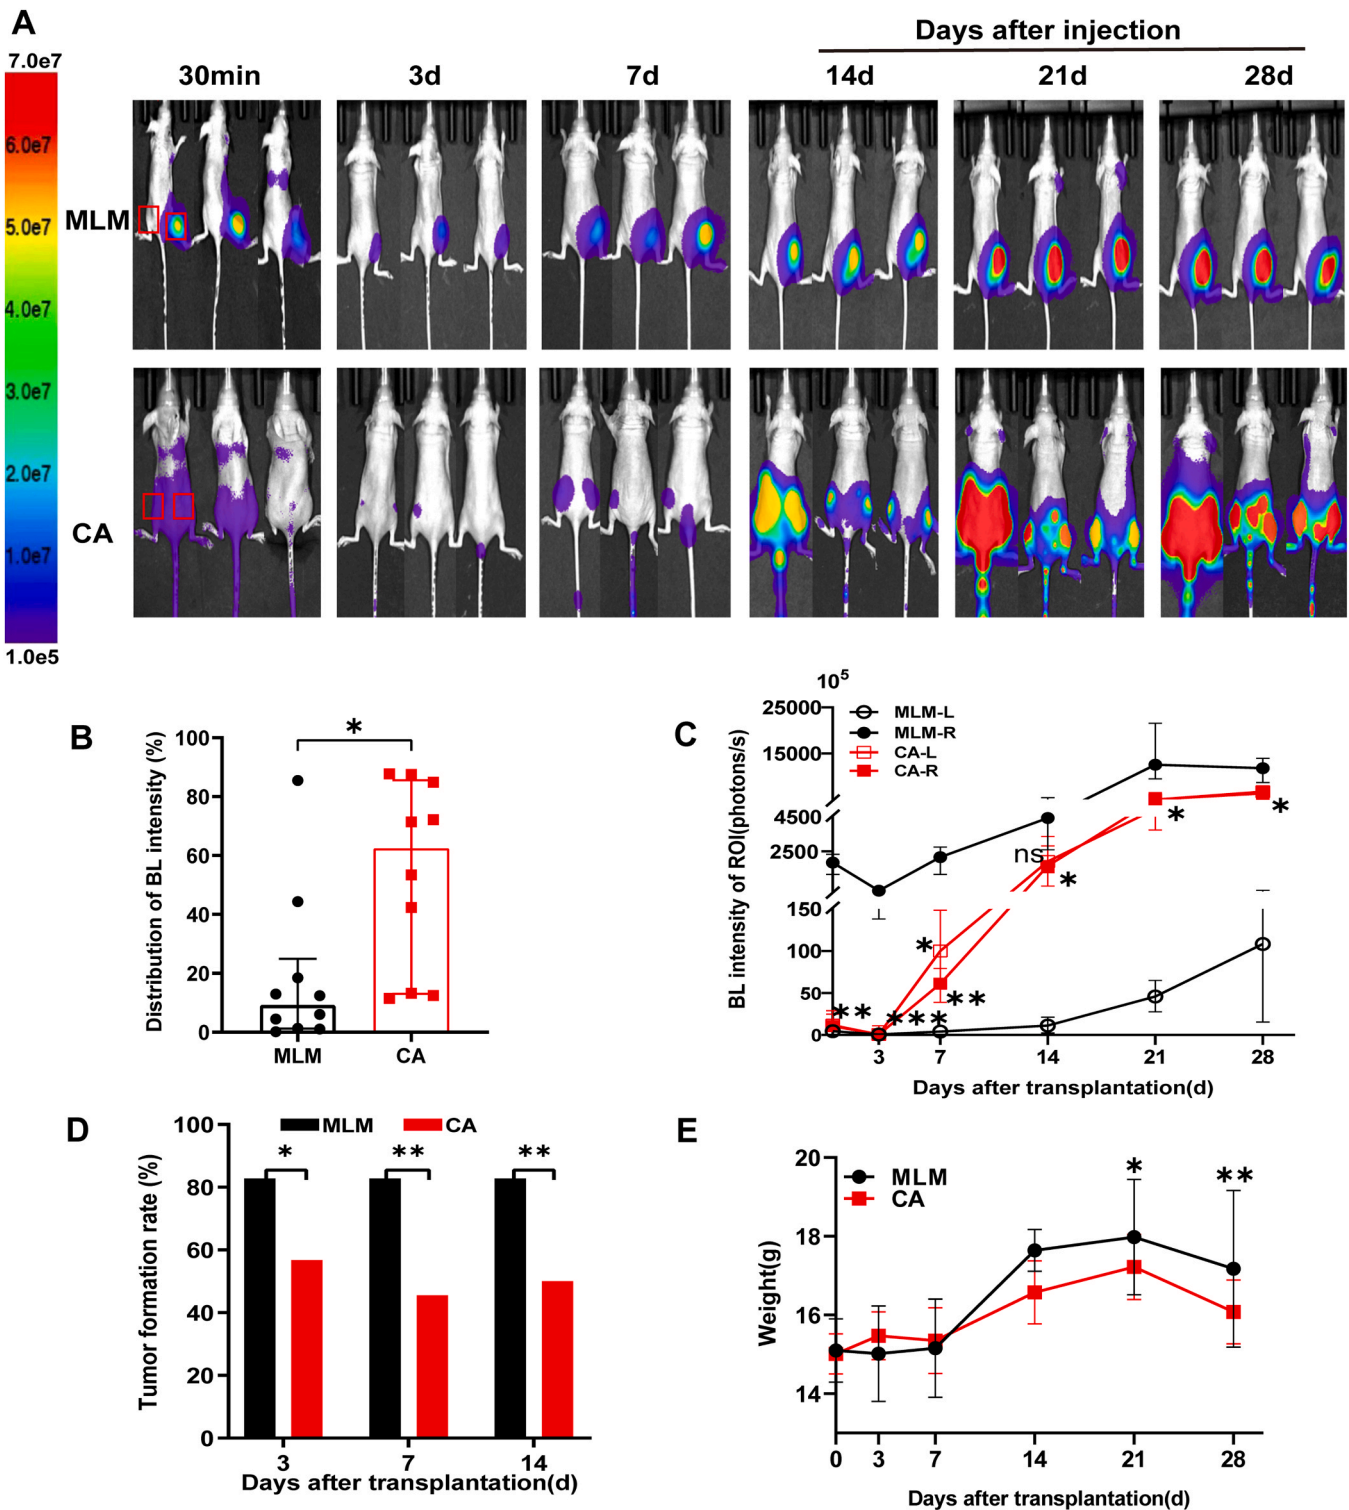 A
Days after injection
7.0e7
30min 3d 7d 14d 21d 28d
6.0e7
MLM
5.0e7
4.0e7
3.0e7
2.0e7
CA
1.0e7
1.0e5
B
Distribution of BL intensity (%)
*
100
80
60
40
20
0
MLM CA
C
BL intensity of ROI(photons/s)
10⁵
25000
15000
4500
2500
150
100
50
0
MLM-L
MLM-R
CA-L
CA-R
ns
*
*
*
*
**
** ***
3 7 14 21 28
Days after transplantation(d)
D
Tumor formation rate (%)
MLM CA
100
80
60
40
20
0
* ** **
3 7 14
Days after transplantation(d)
E
Weight(g)
20
18
16
14
MLM
CA
* **
0 3 7 14 21 28
Days after transplantation(d)